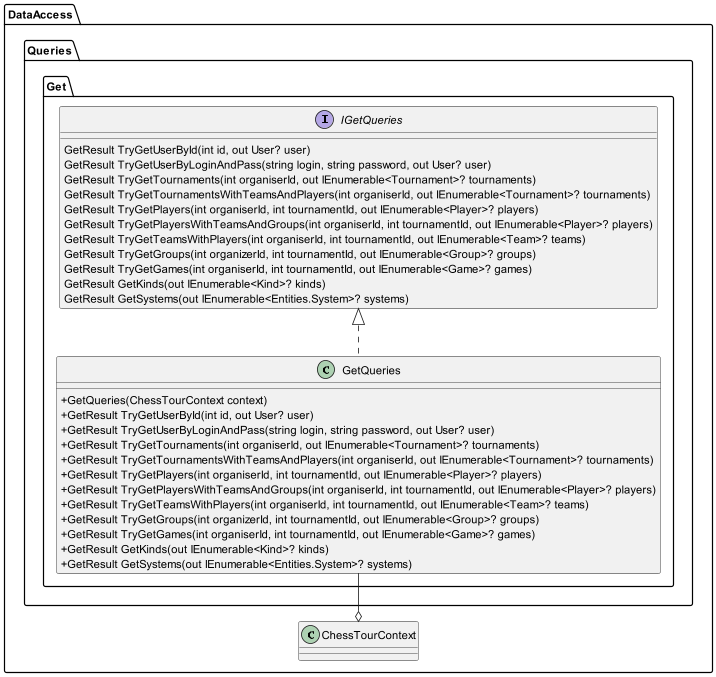 DataAccess
Queries
Get
I IGetQueries
GetResult TryGetUserById(int id, out User? user)
GetResult TryGetUserByLoginAndPass(string login, string password, out User? user)
GetResult TryGetTournaments(int organiserId, out IEnumerable<Tournament>? tournaments)
GetResult TryGetTournamentsWithTeamsAndPlayers(int organiserId, out IEnumerable<Tournament>? tournaments)
GetResult TryGetPlayers(int organiserId, int tournamentId, out IEnumerable<Player>? players)
GetResult TryGetPlayersWithTeamsAndGroups(int organiserId, int tournamentId, out IEnumerable<Player>? players)
GetResult TryGetTeamsWithPlayers(int organiserId, int tournamentId, out IEnumerable<Team>? teams)
GetResult TryGetGroups(int organizerId, int tournamentId, out IEnumerable<Group>? groups)
GetResult TryGetGames(int organiserId, int tournamentId, out IEnumerable<Game>? games)
GetResult GetKinds(out IEnumerable<Kind>? kinds)
GetResult GetSystems(out IEnumerable<Entities.System>? systems)
C GetQueries
+GetQueries(ChessTourContext context)
+GetResult TryGetUserById(int id, out User? user)
+GetResult TryGetUserByLoginAndPass(string login, string password, out User? user)
+GetResult TryGetTournaments(int organiserId, out IEnumerable<Tournament>? tournaments)
+GetResult TryGetTournamentsWithTeamsAndPlayers(int organiserId, out IEnumerable<Tournament>? tournaments)
+GetResult TryGetPlayers(int organiserId, int tournamentId, out IEnumerable<Player>? players)
+GetResult TryGetPlayersWithTeamsAndGroups(int organiserId, int tournamentId, out IEnumerable<Player>? players)
+GetResult TryGetTeamsWithPlayers(int organiserId, int tournamentId, out IEnumerable<Team>? teams)
+GetResult TryGetGroups(int organizerId, int tournamentId, out IEnumerable<Group>? groups)
+GetResult TryGetGames(int organiserId, int tournamentId, out IEnumerable<Game>? games)
+GetResult GetKinds(out IEnumerable<Kind>? kinds)
+GetResult GetSystems(out IEnumerable<Entities.System>? systems)
C ChessTourContext